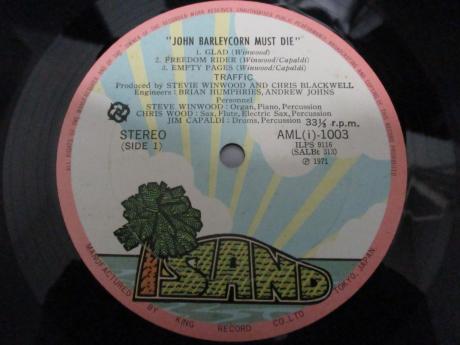 "JOHN BARLEYCORN MUST DIE"
1. GLAD (Winwood)
2. FREEDOM RIDER (Winwood/Capaldi)
3. EMPTY PAGES (Winwood/Capaldi)
TRAFFIC
Produced by STEVIE WINWOOD AND CHRIS BLACKWELL
Engineers: BRIAN HUMPHRIES, ANDREW JOHNS
Personnel
STEVE WINWOOD: Organ, Piano, Percussion
CHRIS WOOD: Sax, Flute, Electric Sax, Percussion
JIM CAPALDI: Drums, Percussion
33⅓ r.p.m.
STEREO
(SIDE 1)
AML(i)-1003
ILPS 9116
(SALBt 313)
℗ 1971
ISLAND
MANUFACTURED BY KING RECORD CO. LTD TOKYO, JAPAN